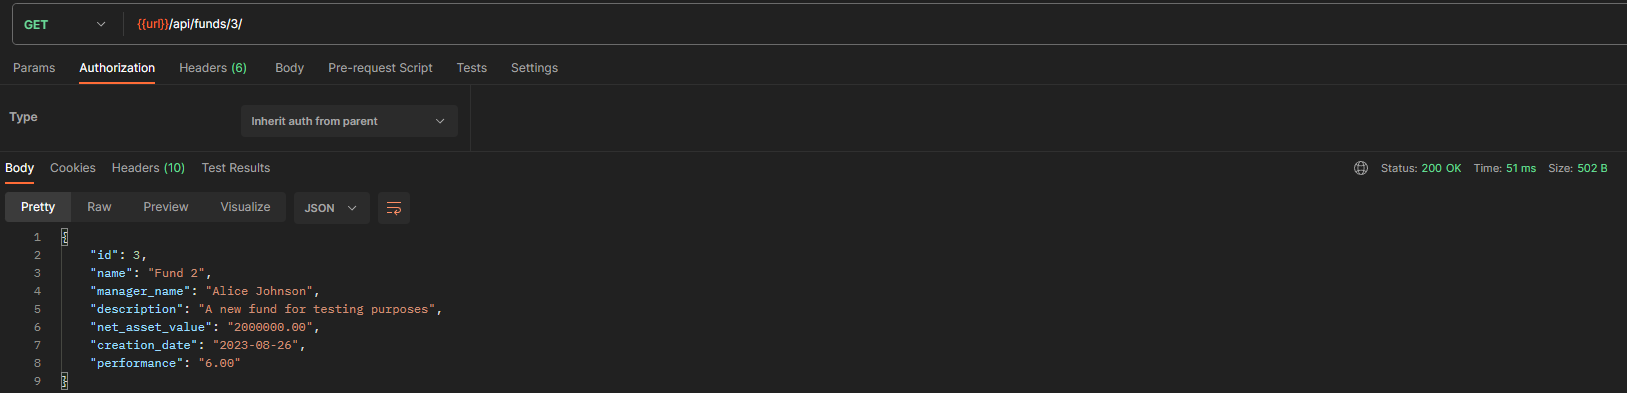 GET {{url}}/api/funds/3/
Params Authorization Headers (6) Body Pre-request Script Tests Settings
Type Inherit auth from parent
Body Cookies Headers (10) Test Results Status: 200 OK Time: 51 ms Size: 502 B
Pretty Raw Preview Visualize JSON
1 {
2 "id": 3,
3 "name": "Fund 2",
4 "manager_name": "Alice Johnson",
5 "description": "A new fund for testing purposes",
6 "net_asset_value": "2000000.00",
7 "creation_date": "2023-08-26",
8 "performance": "6.00"
9 }